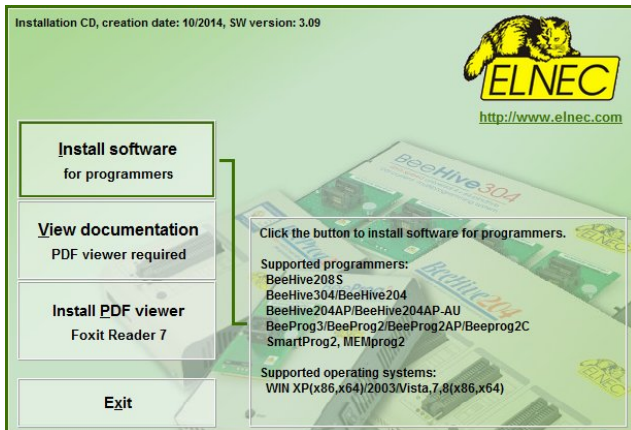 Installation CD, creation date: 10/2014, SW version: 3.09
ELNEC
http://www.elnec.com
Install software
for programmers
View documentation
PDF viewer required
Install PDF viewer
Foxit Reader 7
Exit
BeeHive304
BeeHive204
Click the button to install software for programmers.
Supported programmers:
BeeHive208S
BeeHive304/BeeHive204
BeeHive204AP/BeeHive204AP-AU
BeeProg3/BeeProg2/BeeProg2AP/Beeprog2C
SmartProg2, MEMprog2
Supported operating systems:
WIN XP(x86,x64)/2003/Vista,7,8(x86,x64)